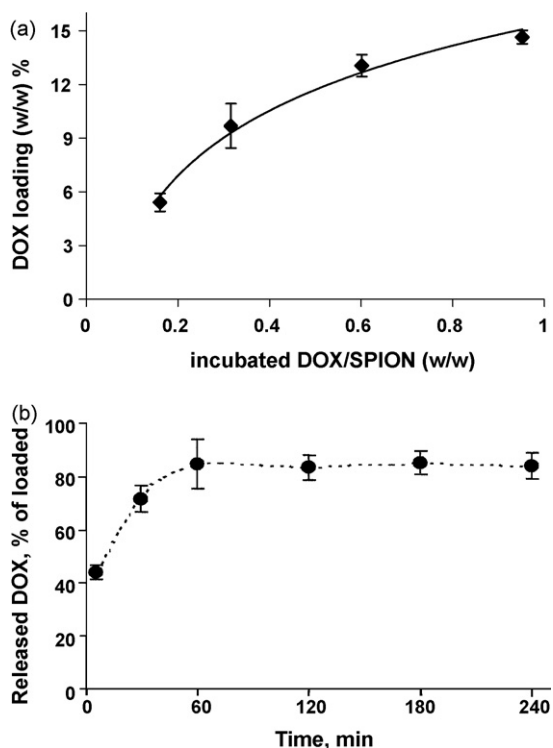 (a)
15
12
9
6
3
0
DOX loading (w/w) %
0 0.2 0.4 0.6 0.8 1
incubated DOX/SPION (w/w)
(b)
100
80
60
40
20
0
Released DOX, % of loaded
0 60 120 180 240
Time, min